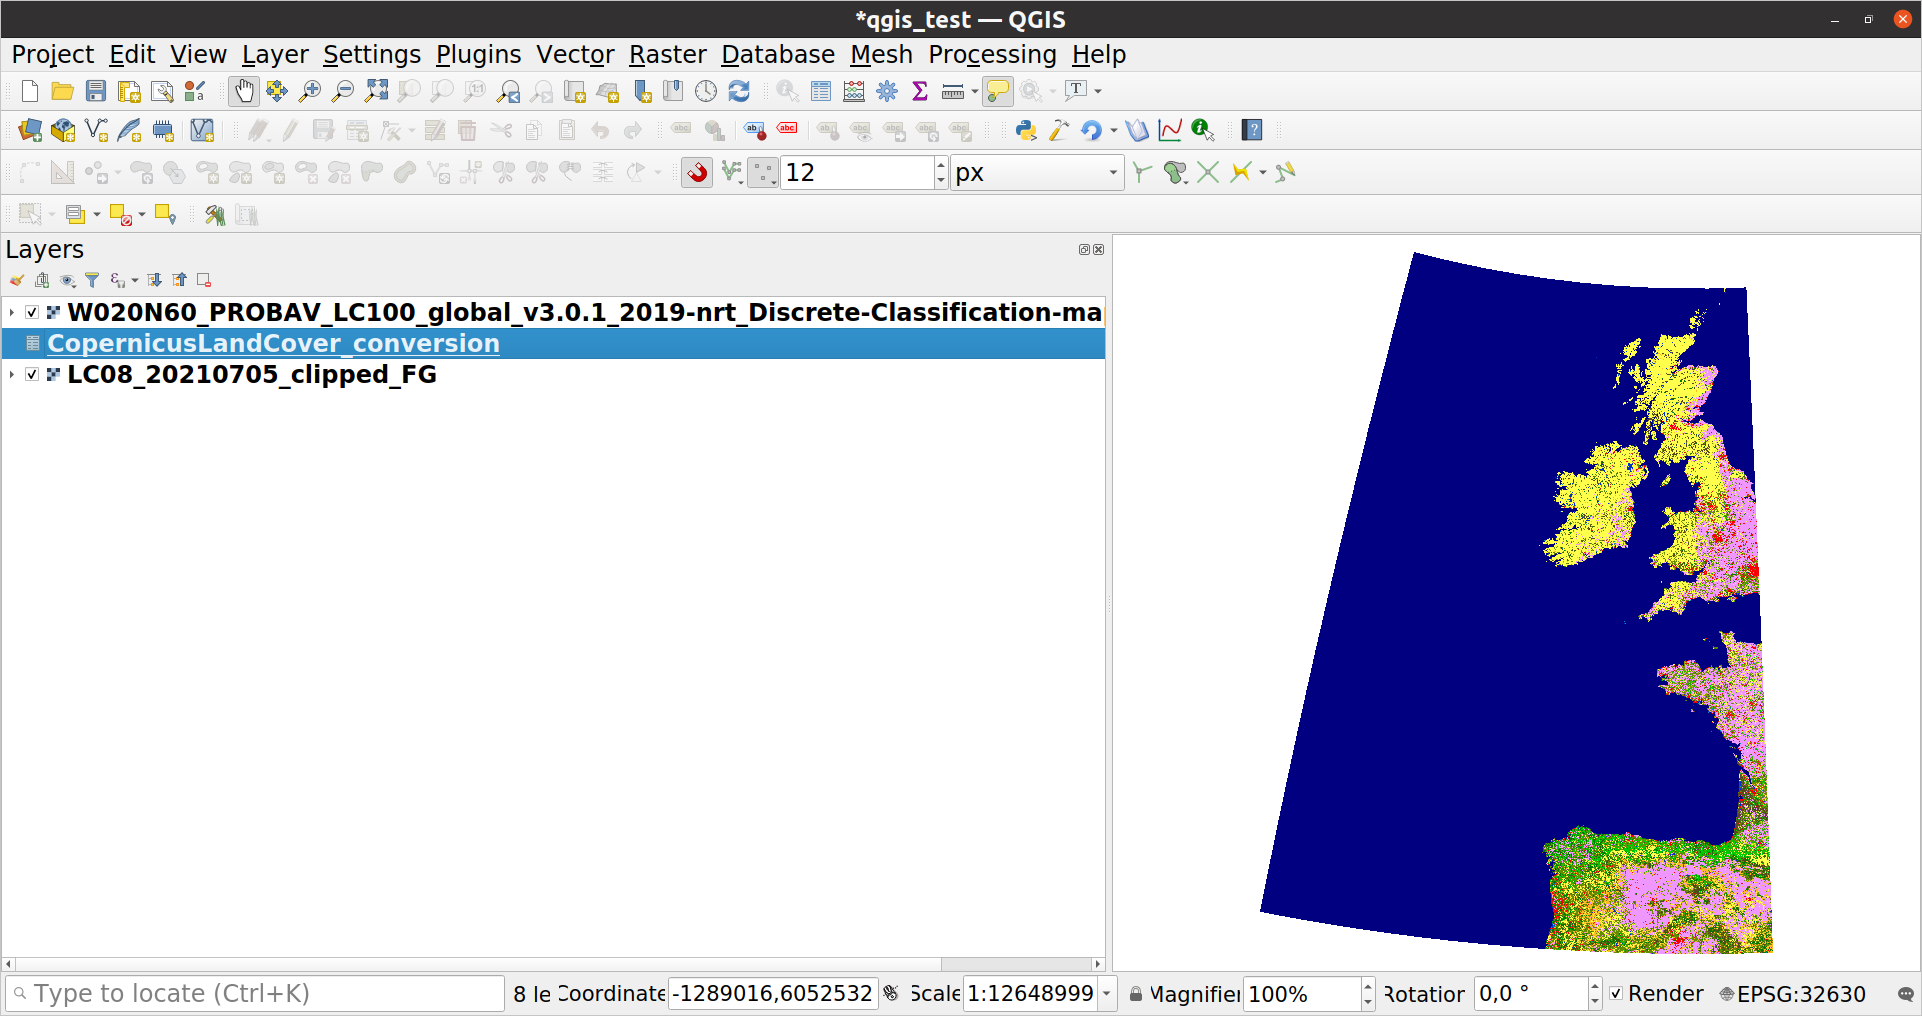 *qgis_test — QGIS
Project Edit View Layer Settings Plugins Vector Raster Database Mesh Processing Help
12 px
Layers
W020N60_PROBAV_LC100_global_v3.0.1_2019-nrt_Discrete-Classification-ma
CopernicusLandCover_conversion
LC08_20210705_clipped_FG
Type to locate (Ctrl+K) 8 le Coordinate -1289016,6052532 Scale 1:12648999 Magnifier 100% Rotation 0,0 ° Render EPSG:32630